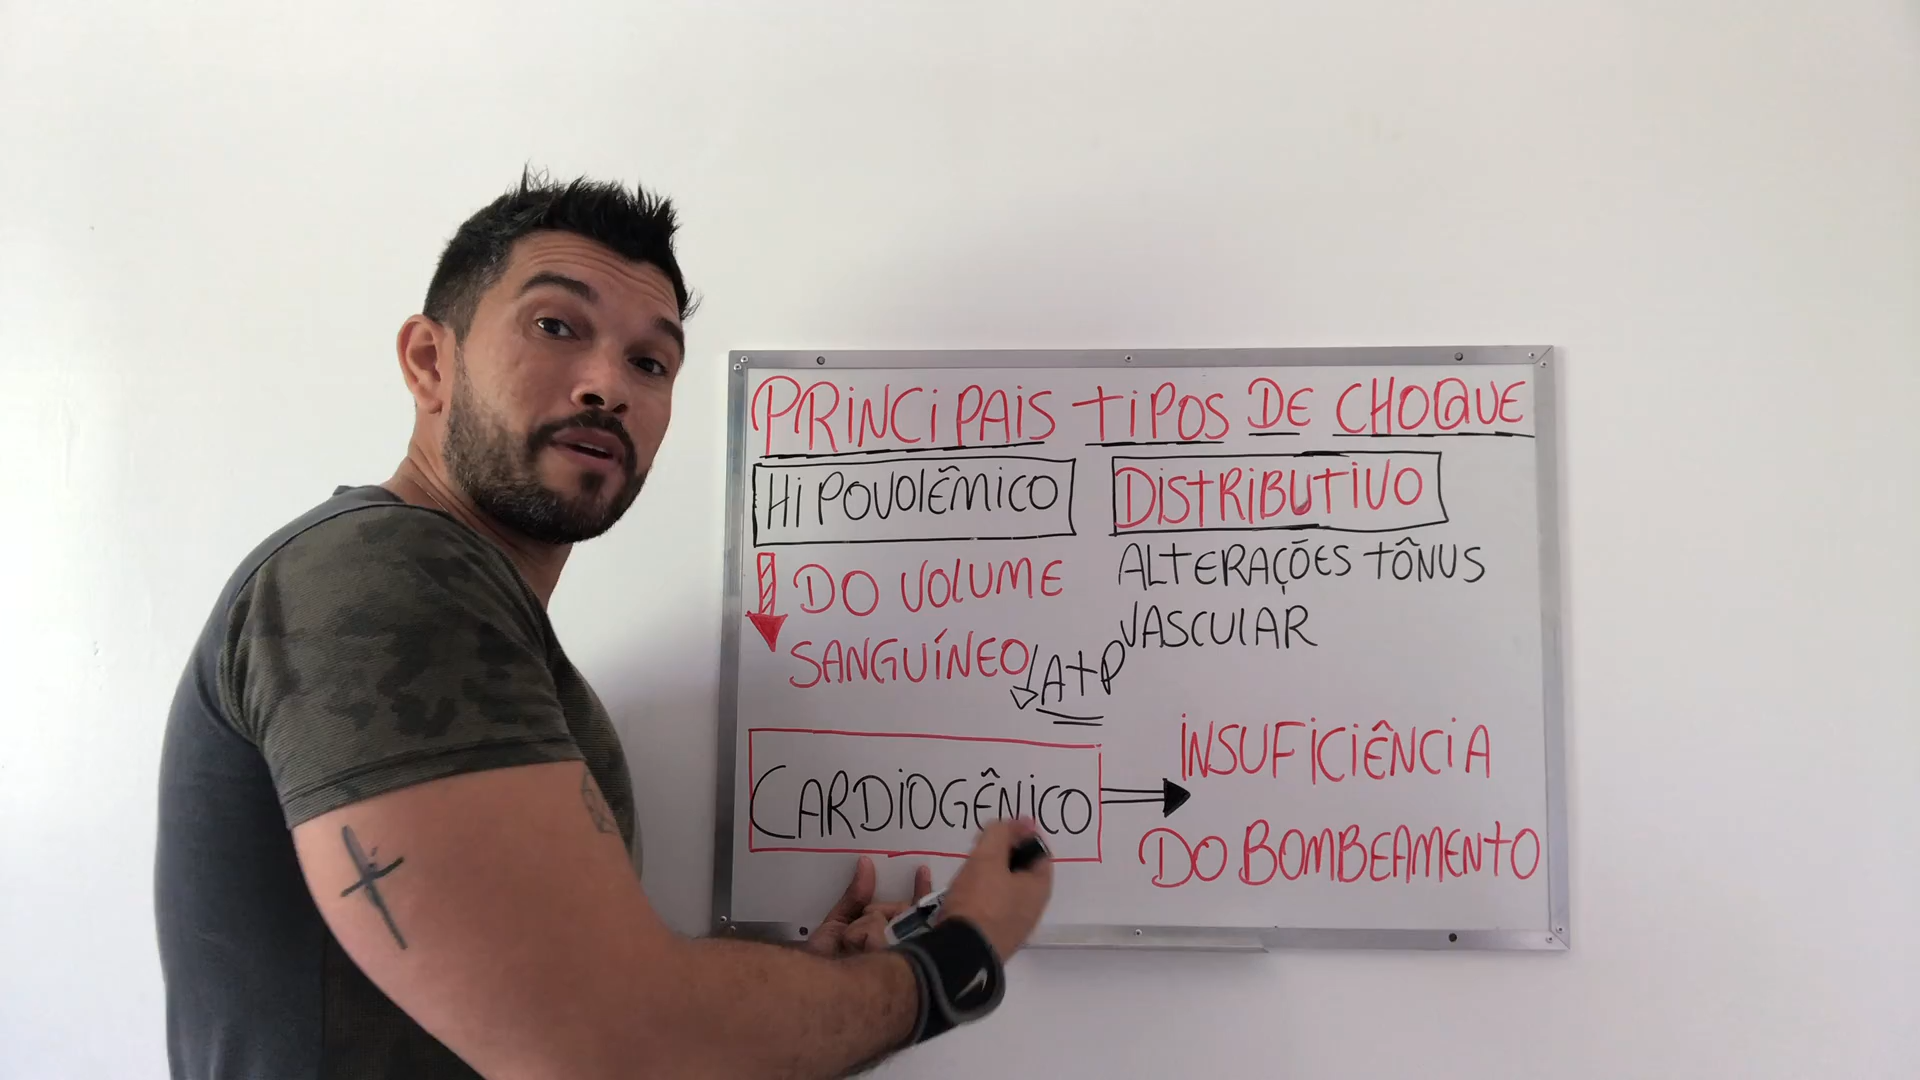 PRINCIPAIS TIPOS DE CHOQUE
HIPOVOLÊMICO
DO VOLUME
SANGUÍNEO
ATP
DISTRIBUTIVO
ALTERAÇÕES TÔNUS
VASCULAR
CARDIOGÊNICO
INSUFICIÊNCIA
DO BOMBEAMENTO